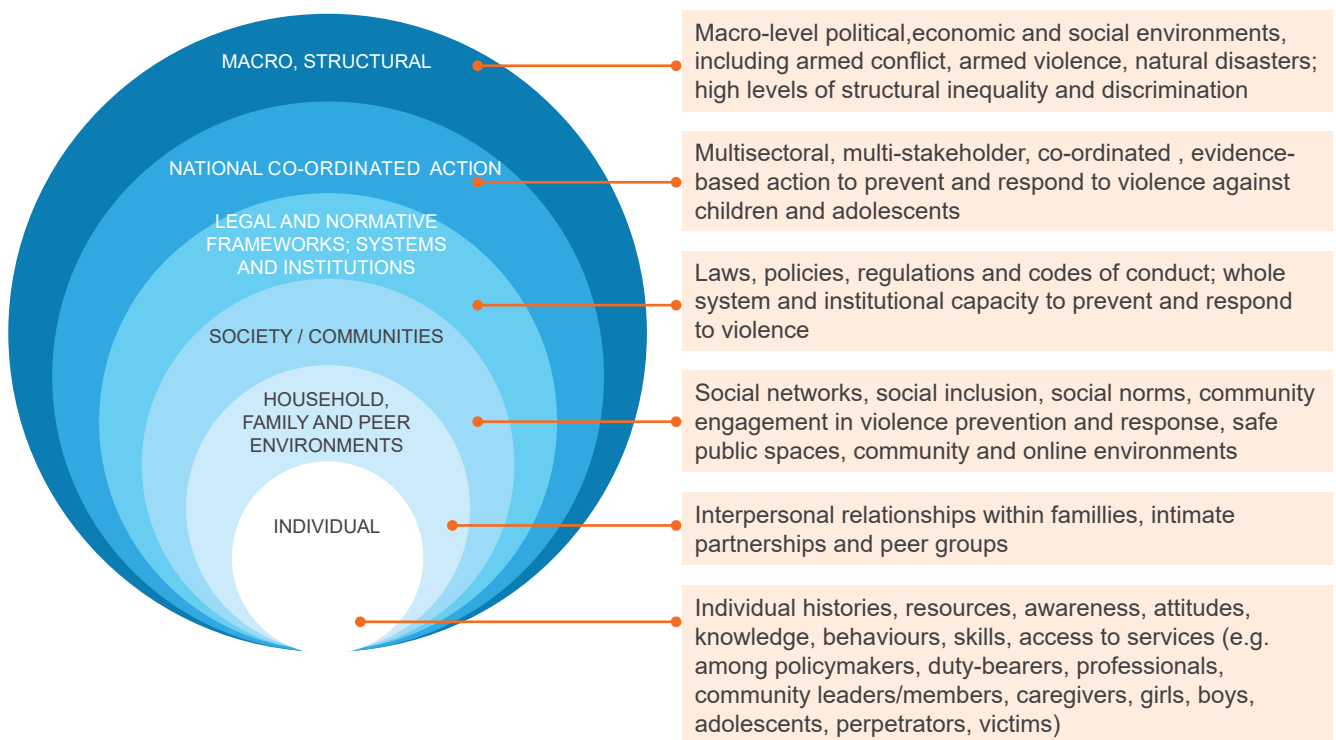 MACRO, STRUCTURAL
Macro-level political,economic and social environments,
including armed conflict, armed violence, natural disasters;
high levels of structural inequality and discrimination
NATIONAL CO-ORDINATED ACTION
Multisectoral, multi-stakeholder, co-ordinated , evidence-
based action to prevent and respond to violence against
children and adolescents
LEGAL AND NORMATIVE
FRAMEWORKS; SYSTEMS
AND INSTITUTIONS
Laws, policies, regulations and codes of conduct; whole
system and institutional capacity to prevent and respond
to violence
SOCIETY / COMMUNITIES
Social networks, social inclusion, social norms, community
engagement in violence prevention and response, safe
public spaces, community and online environments
HOUSEHOLD,
FAMILY AND PEER
ENVIRONMENTS
Interpersonal relationships within famillies, intimate
partnerships and peer groups
INDIVIDUAL
Individual histories, resources, awareness, attitudes,
knowledge, behaviours, skills, access to services (e.g.
among policymakers, duty-bearers, professionals,
community leaders/members, caregivers, girls, boys,
adolescents, perpetrators, victims)